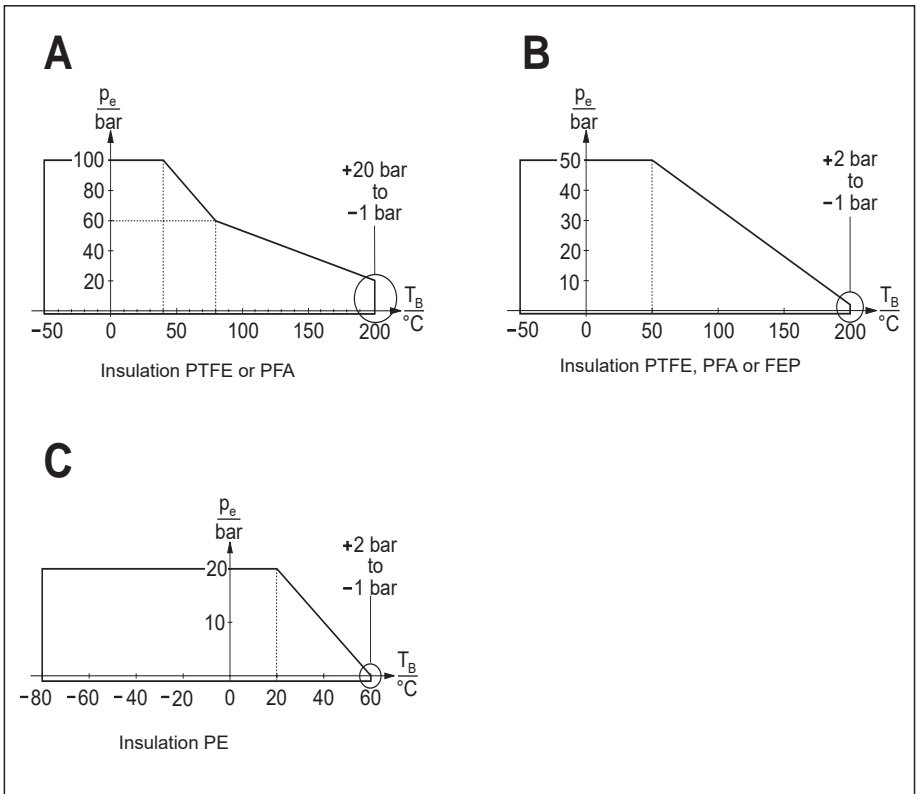 A
p_e
bar
100
80
60
40
20
+20 bar
to
−1 bar
T_B
°C
−50
0
50
100
150
200
Insulation PTFE or PFA
B
p_e
bar
50
40
30
20
10
+2 bar
to
−1 bar
T_B
°C
−50
0
50
100
150
200
Insulation PTFE, PFA or FEP
C
p_e
bar
20
10
+2 bar
to
−1 bar
T_B
°C
−80
−60
−40
−20
0
20
40
60
Insulation PE